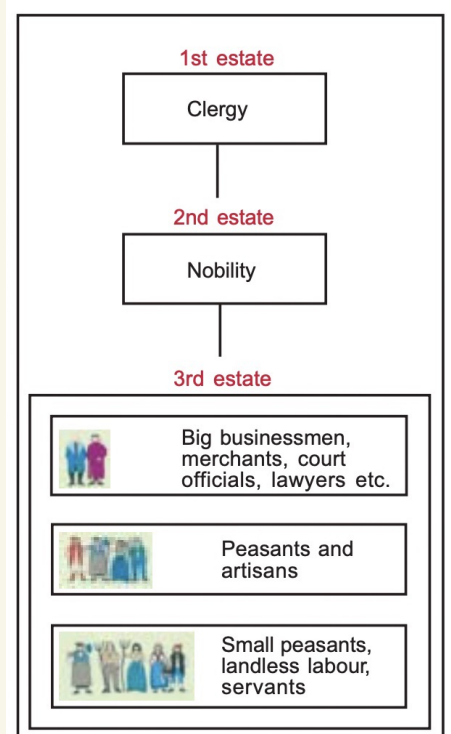 1st estate
Clergy
2nd estate
Nobility
3rd estate
Big businessmen,
merchants, court
officials, lawyers etc.
Peasants and
artisans
Small peasants,
landless labour,
servants